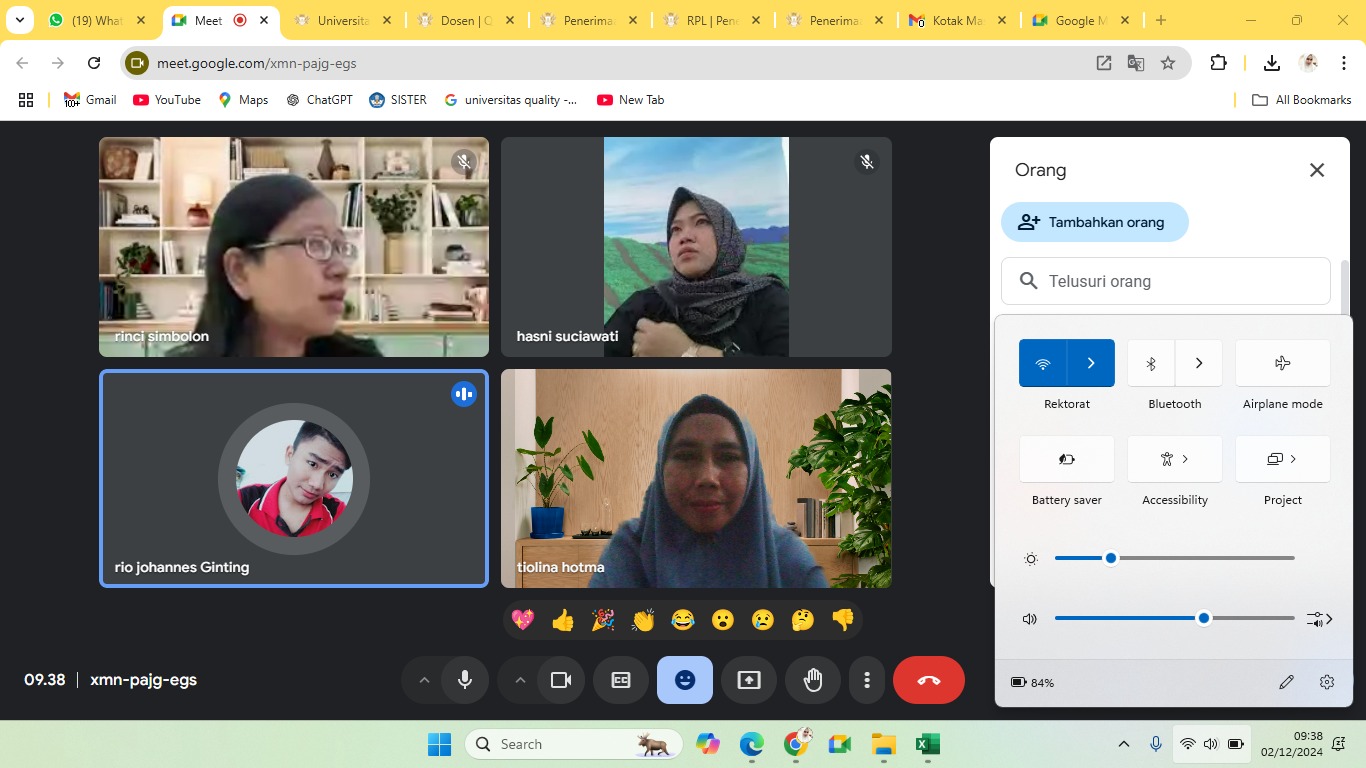 (19) What
Meet
Universita
Dosen | Q
Penerima
RPL | Pen
Penerima
Kotak Ma
Google M
meet.google.com/xmn-pajg-egs
Gmail
YouTube
Maps
ChatGPT
SISTER
universitas quality -...
New Tab
All Bookmarks
rinci simbolon
hasni suciawati
rio johannes Ginting
tiolina hotma
Orang
Tambahkan orang
Telusuri orang
Rektorat
Bluetooth
Airplane mode
Battery saver
Accessibility
Project
84%
09.38
xmn-pajg-egs
Search
09:38
02/12/2024